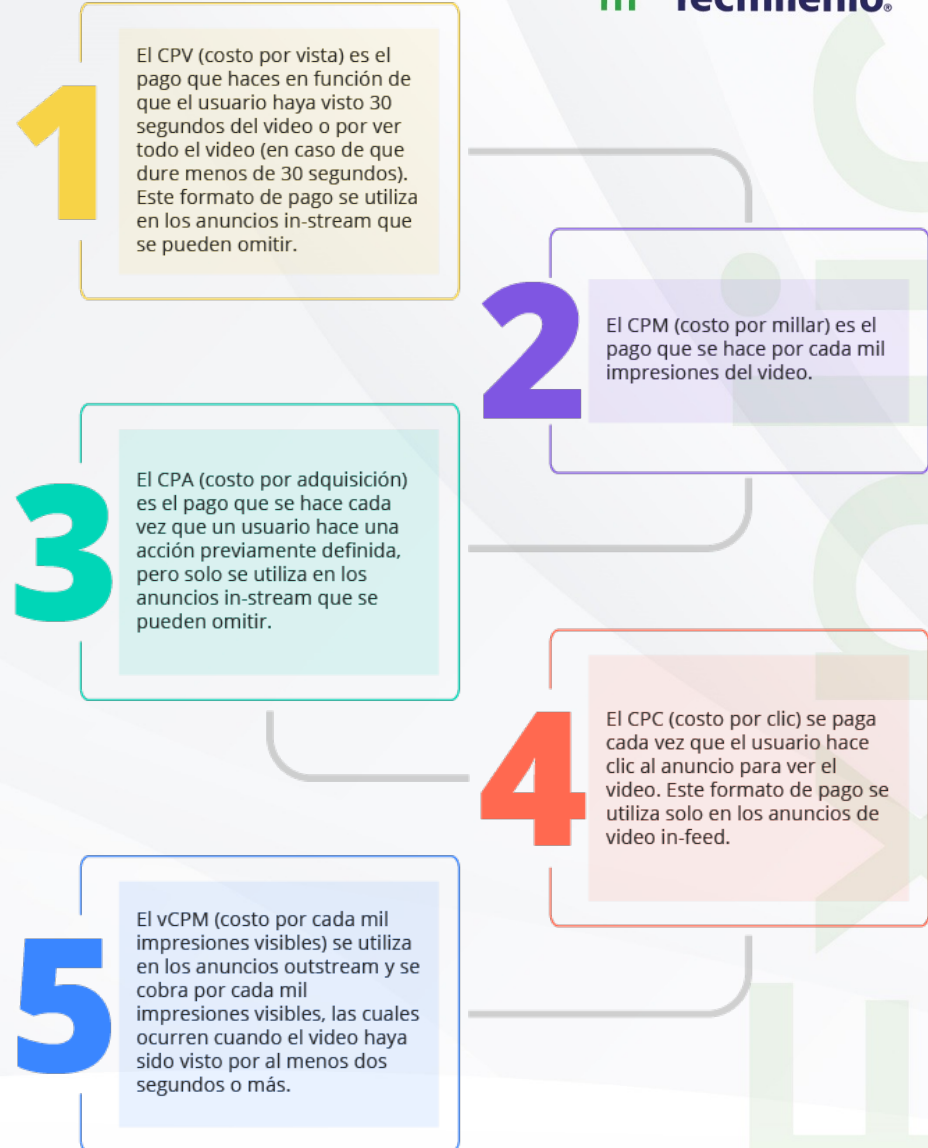 Tecmilenio®
1
El CPV (costo por vista) es el
pago que haces en función de
que el usuario haya visto 30
segundos del video o por ver
todo el video (en caso de que
dure menos de 30 segundos).
Este formato de pago se utiliza
en los anuncios in-stream que
se pueden omitir.
2
El CPM (costo por millar) es el
pago que se hace por cada mil
impresiones del video.
3
El CPA (costo por adquisición)
es el pago que se hace cada
vez que un usuario hace una
acción previamente definida,
pero solo se utiliza en los
anuncios in-stream que se
pueden omitir.
4
El CPC (costo por clic) se paga
cada vez que el usuario hace
clic al anuncio para ver el
video. Este formato de pago se
utiliza solo en los anuncios de
video in-feed.
5
El vCPM (costo por cada mil
impresiones visibles) se utiliza
en los anuncios outstream y se
cobra por cada mil
impresiones visibles, las cuales
ocurren cuando el video haya
sido visto por al menos dos
segundos o más.